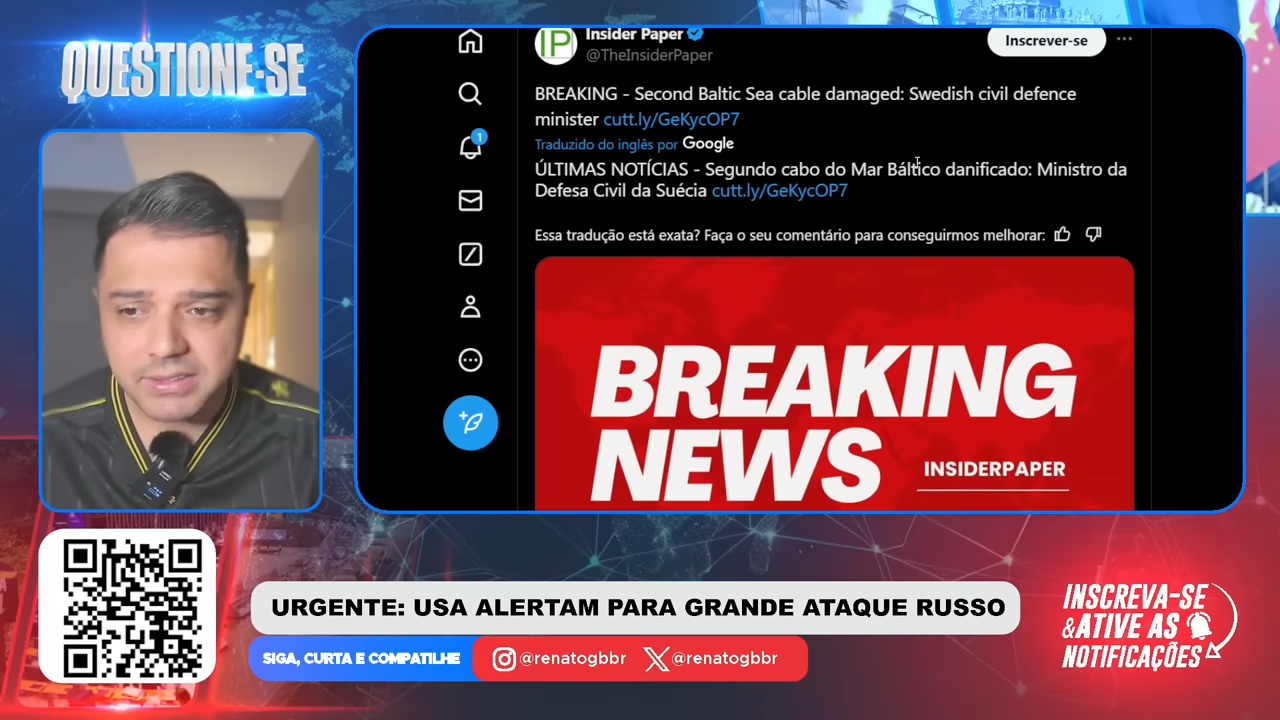 QUESTIONE-SE
Insider Paper
@TheInsiderPaper
Inscrever-se
BREAKING - Second Baltic Sea cable damaged: Swedish civil defence
minister cutt.ly/GeKycOP7
Traduzido do inglês por Google
ÚLTIMAS NOTÍCIAS - Segundo cabo do Mar Báltico danificado: Ministro da
Defesa Civil da Suécia cutt.ly/GeKycOP7
Essa tradução está exata? Faça o seu comentário para conseguirmos melhorar:
1
IP
BREAKING
NEWS
INSIDERPAPER
URGENTE: USA ALERTAM PARA GRANDE ATAQUE RUSSO
SIGA, CURTA E COMPATILHE
@renatogbbr
@renatogbbr
INSCREVA-SE
&ATIVE AS
NOTIFICAÇÕES